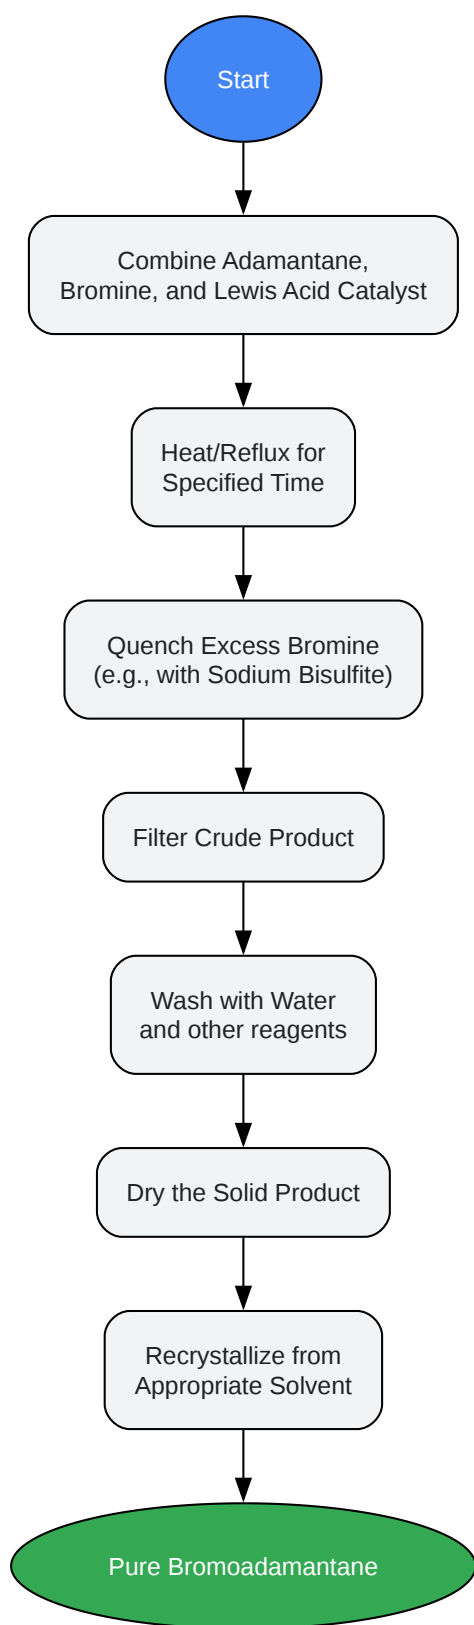 Start
Combine Adamantane,
Bromine, and Lewis Acid Catalyst
Heat/Reflux for
Specified Time
Quench Excess Bromine
(e.g., with Sodium Bisulfite)
Filter Crude Product
Wash with Water
and other reagents
Dry the Solid Product
Recrystallize from
Appropriate Solvent
Pure Bromoadamantane